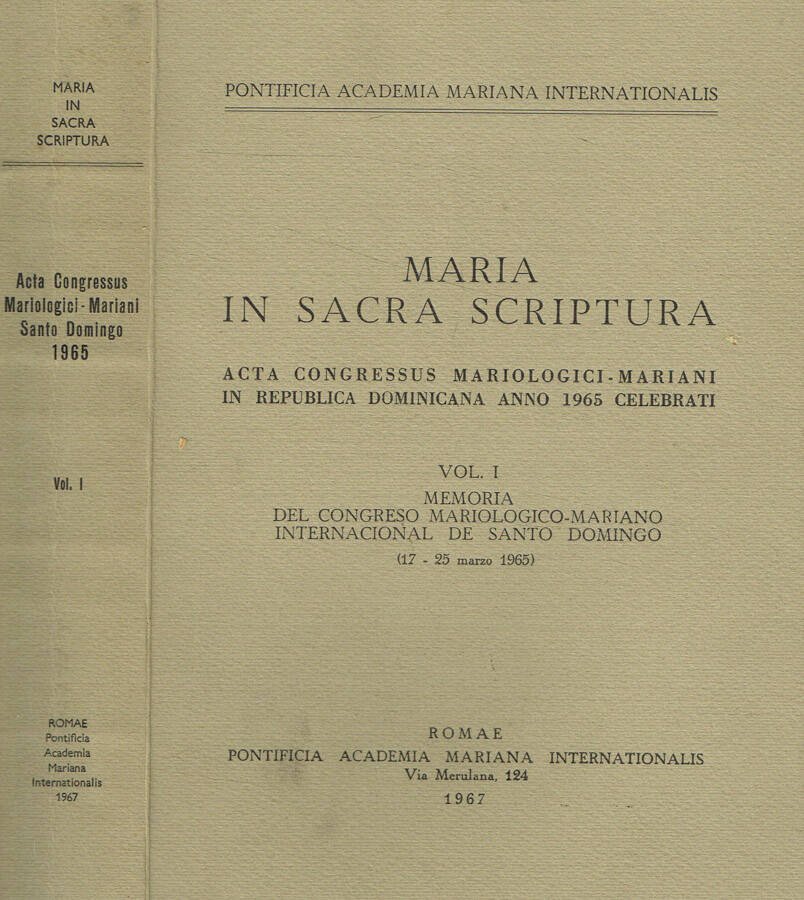 MARIA
IN
SACRA
SCRIPTURA
Acta Congressus
Mariologici - Mariani
Santo Domingo
1965
Vol. I
ROMAE
Pontificia
Academia
Mariana
Internationalis
1967
PONTIFICIA ACADEMIA MARIANA INTERNATIONALIS
MARIA
IN SACRA SCRIPTURA
ACTA CONGRESSUS MARIOLOGICI-MARIANI
IN REPUBLICA DOMINICANA ANNO 1965 CELEBRATI
VOL. I
MEMORIA
DEL CONGRESO MARIOLOGICO-MARIANO
INTERNACIONAL DE SANTO DOMINGO
(17 - 25 marzo 1965)
ROMAE
PONTIFICIA ACADEMIA MARIANA INTERNATIONALIS
Via Merulana, 124
1967